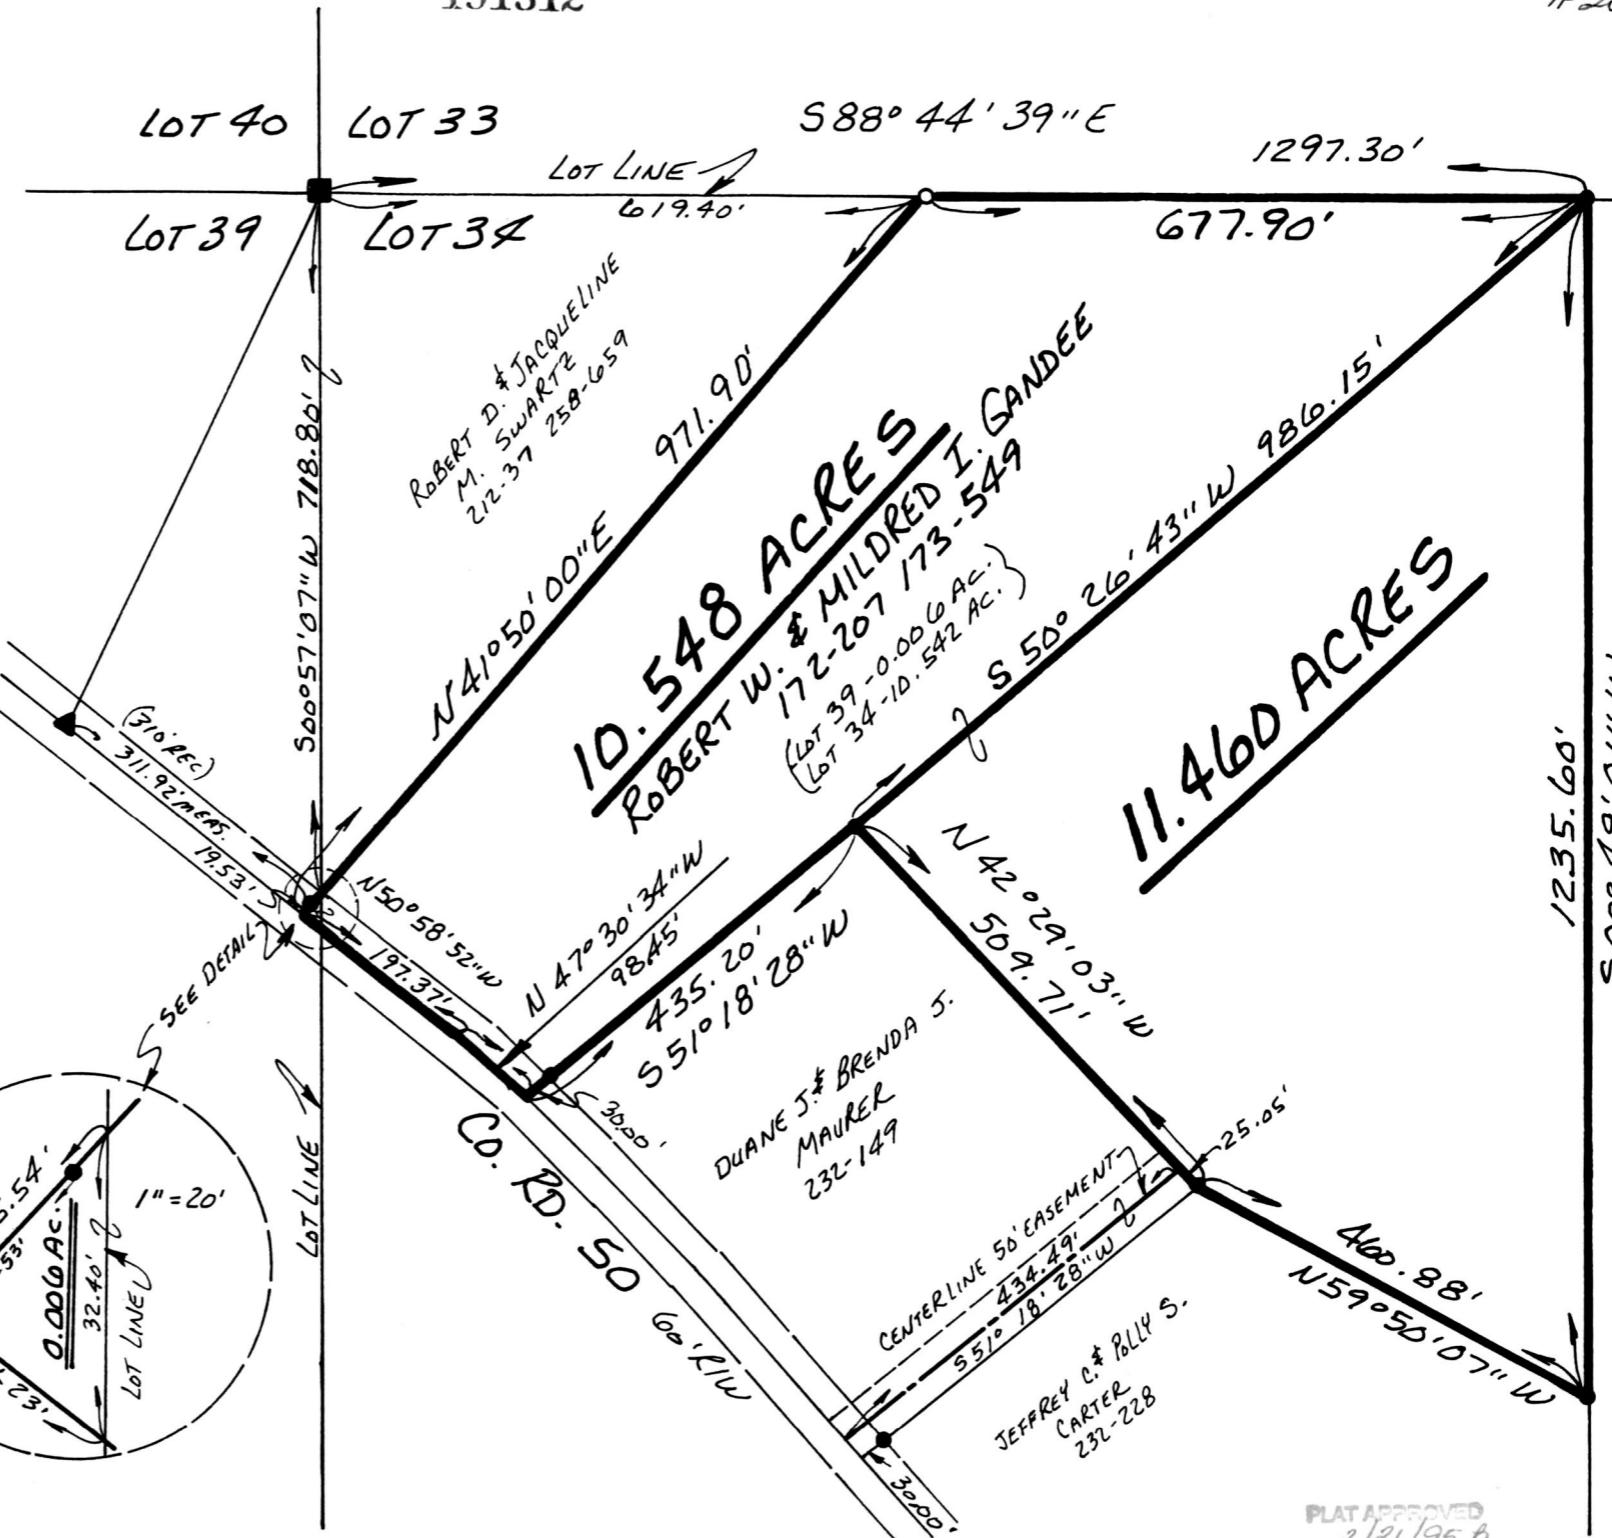 191312
LOT 40
LOT 33
S88° 44' 39"E
1297.30'
LOT LINE
619.40'
677.90'
LOT 39
LOT 34
ROBERT D. & JACQUELINE
M. SWARTZ
212-37 258-659
S00°57'07"W 718.80'
N41°50'00"E
971.90'
10.548 ACRES
ROBERT W. & MILDRED I. GANDEE
172-207 173-549
(LOT 39-0.006 AC.)
(LOT 34-10.542 AC.)
S 50° 26' 43" W 986.15'
11.460 ACRES
1235.60'
(310' REC)
311.92' MEAS.
19.53'
N50°58'52"W
197.37'
N 47° 30' 34" W
98.45'
435.20'
S 51° 18' 28" W
N 42° 29' 03" W
509.71'
SEE DETAIL
30.00'
DUANE J. & BRENDA J.
MAURER
232-149
CO. RD. 50 60' R/W
25.05'
CENTERLINE 50' EASEMENT
434.49'
S 51° 18' 28" W
460.88'
N59°50'07" W
JEFFREY C. & POLLY S.
CARTER
232-228
30.00'
LOT LINE
1"=20'
.54'
53'
0.006 AC.
32.40'
LOT LINE
23'
PLAT APPROVED